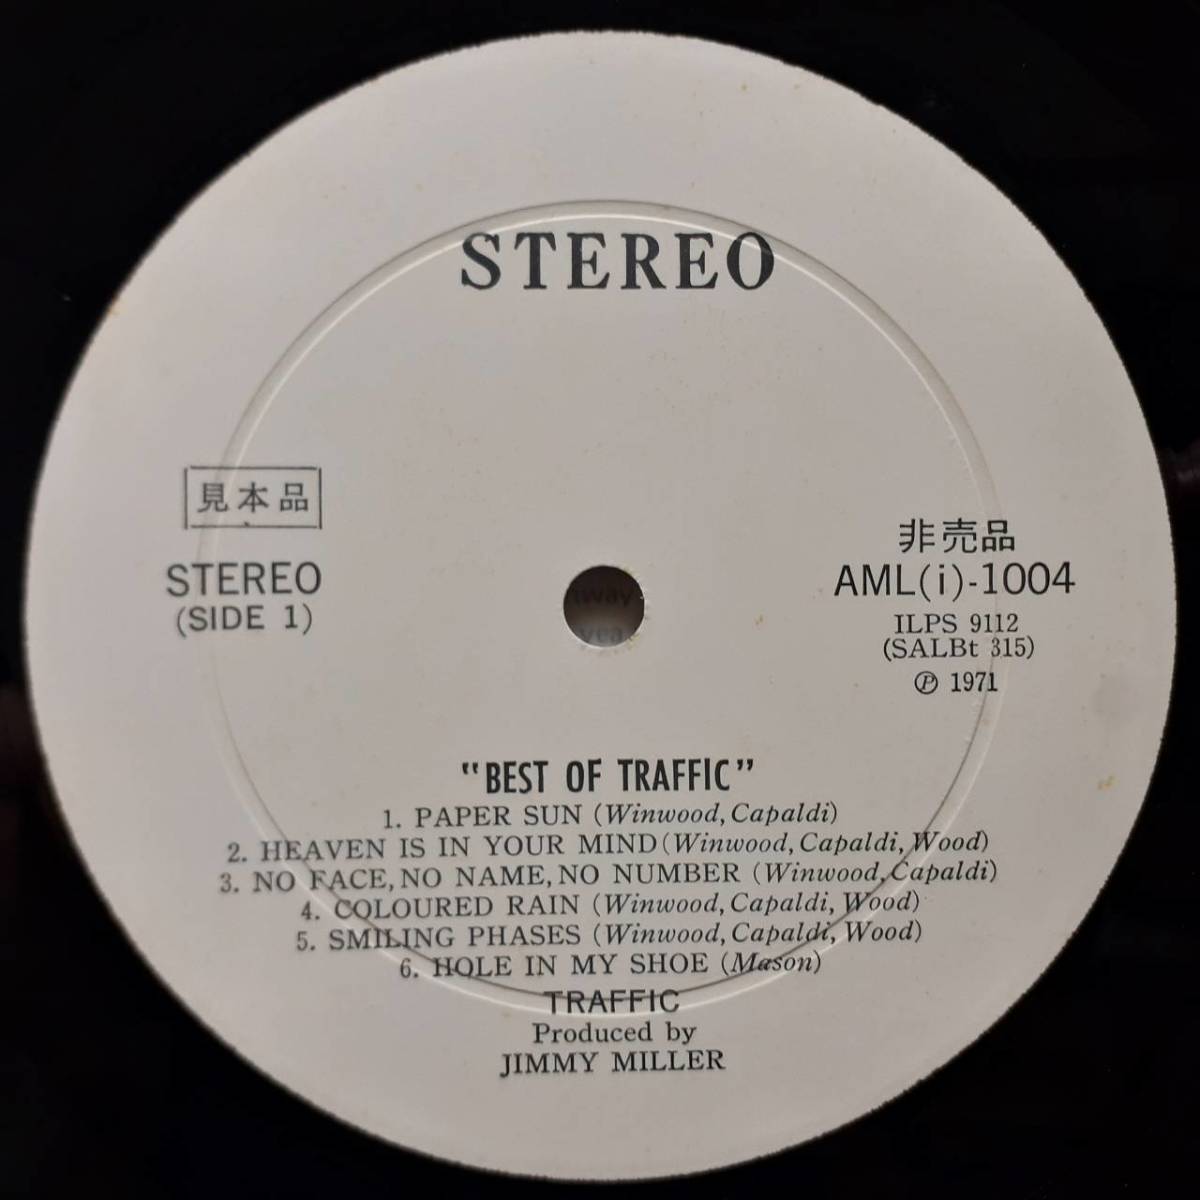 STEREO
見本品
STEREO
(SIDE 1)
非売品
AML(i)-1004
ILPS 9112
(SALBt 315)
Ⓟ 1971
"BEST OF TRAFFIC"
1. PAPER SUN (Winwood, Capaldi)
2. HEAVEN IS IN YOUR MIND (Winwood, Capaldi, Wood)
3. NO FACE, NO NAME, NO NUMBER (Winwood, Capaldi)
4. COLOURED RAIN (Winwood, Capaldi, Wood)
5. SMILING PHASES (Winwood, Capaldi, Wood)
6. HOLE IN MY SHOE (Mason)
TRAFFIC
Produced by
JIMMY MILLER